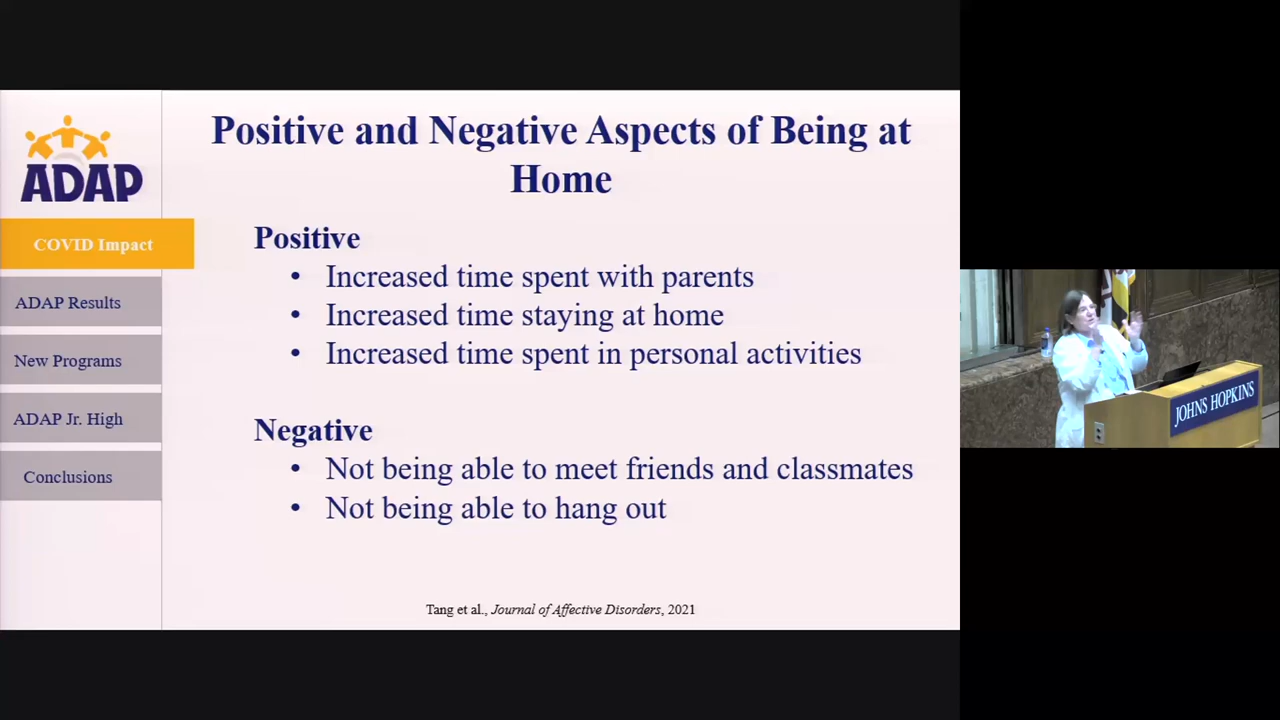 Positive and Negative Aspects of Being at
Home
ADAP
COVID Impact
ADAP Results
New Programs
ADAP Jr. High
Conclusions
Positive
• Increased time spent with parents
• Increased time staying at home
• Increased time spent in personal activities
Negative
• Not being able to meet friends and classmates
• Not being able to hang out
Tang et al., Journal of Affective Disorders, 2021
JOHNS HOPKINS